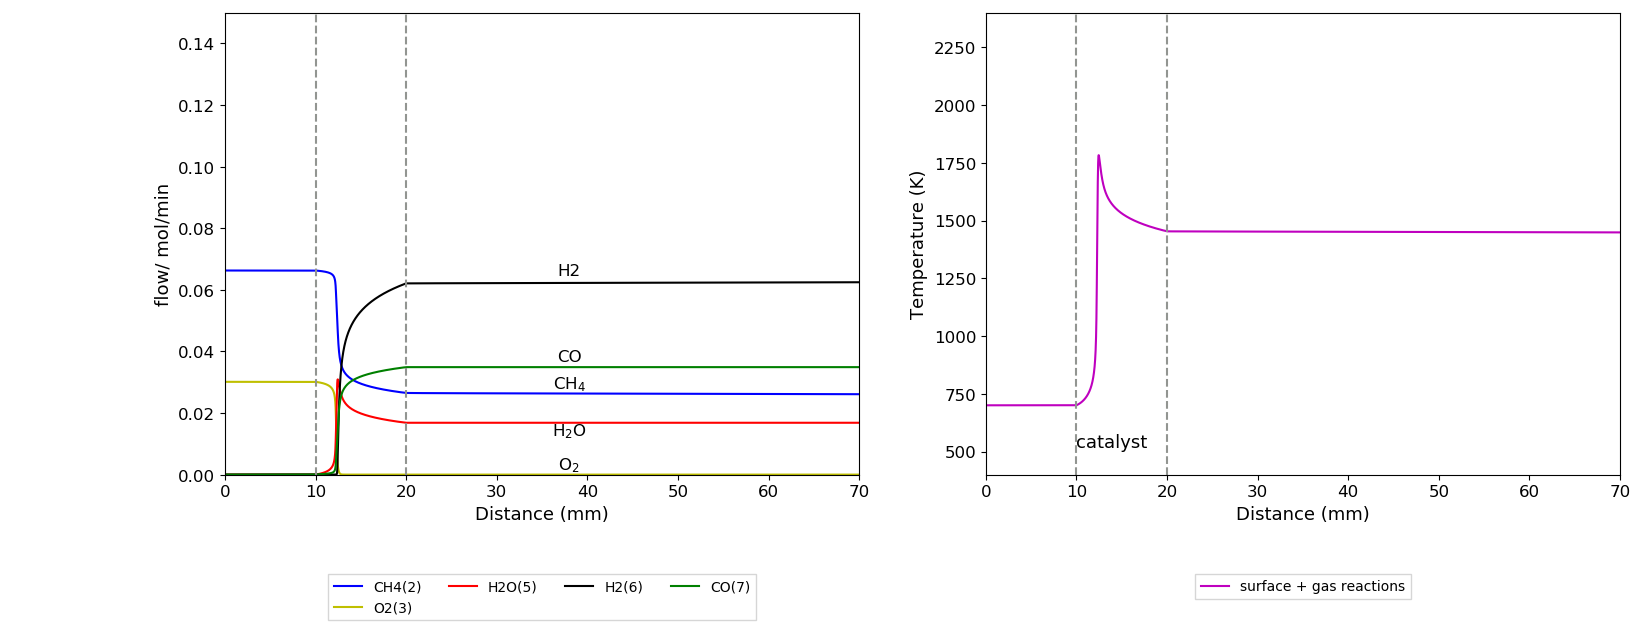 flow/ mol/min
0.14
0.12
0.10
0.08
0.06
0.04
0.02
0.00
H2
CO
CH₄
H₂O
O₂
0 10 20 30 40 50 60 70
Distance (mm)
CH4(2) H2O(5) H2(6) CO(7)
O2(3)
Temperature (K)
2250
2000
1750
1500
1250
1000
750
500
catalyst
0 10 20 30 40 50 60 70
Distance (mm)
surface + gas reactions